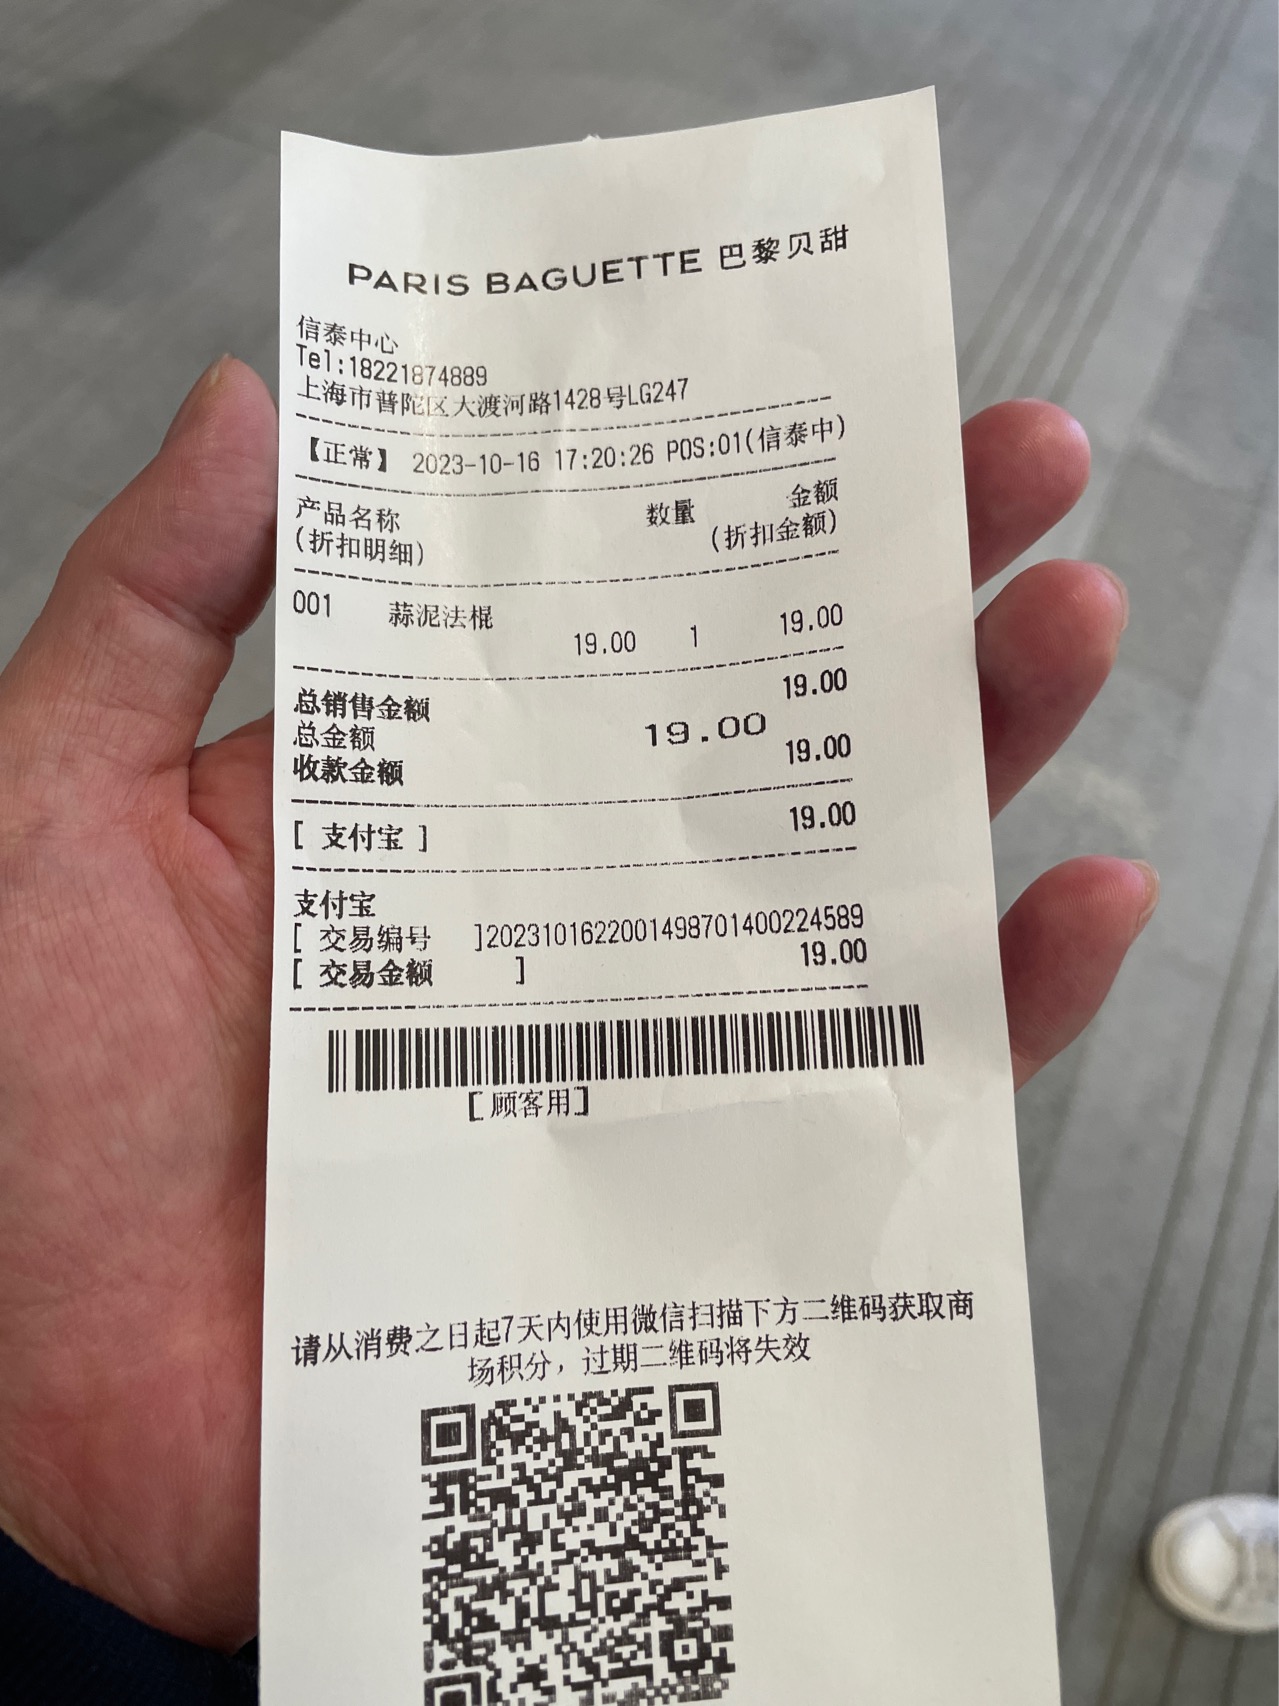 PARIS BAGUETTE 巴黎贝甜
信泰中心
Tel:18221874889
上海市普陀区大渡河路1428号LG247
【正常】 2023-10-16 17:20:26 POS:01(信泰中)
产品名称 数量 金额
(折扣明细) (折扣金额)
001 蒜泥法棍
19.00 1 19.00
总销售金额 19.00
总金额 19.00
收款金额 19.00
[ 支付宝 ] 19.00
支付宝
[ 交易编号 ]2023101622001498701400224589
[ 交易金额 ] 19.00
[顾客用]
请从消费之日起7天内使用微信扫描下方二维码获取商
场积分，过期二维码将失效